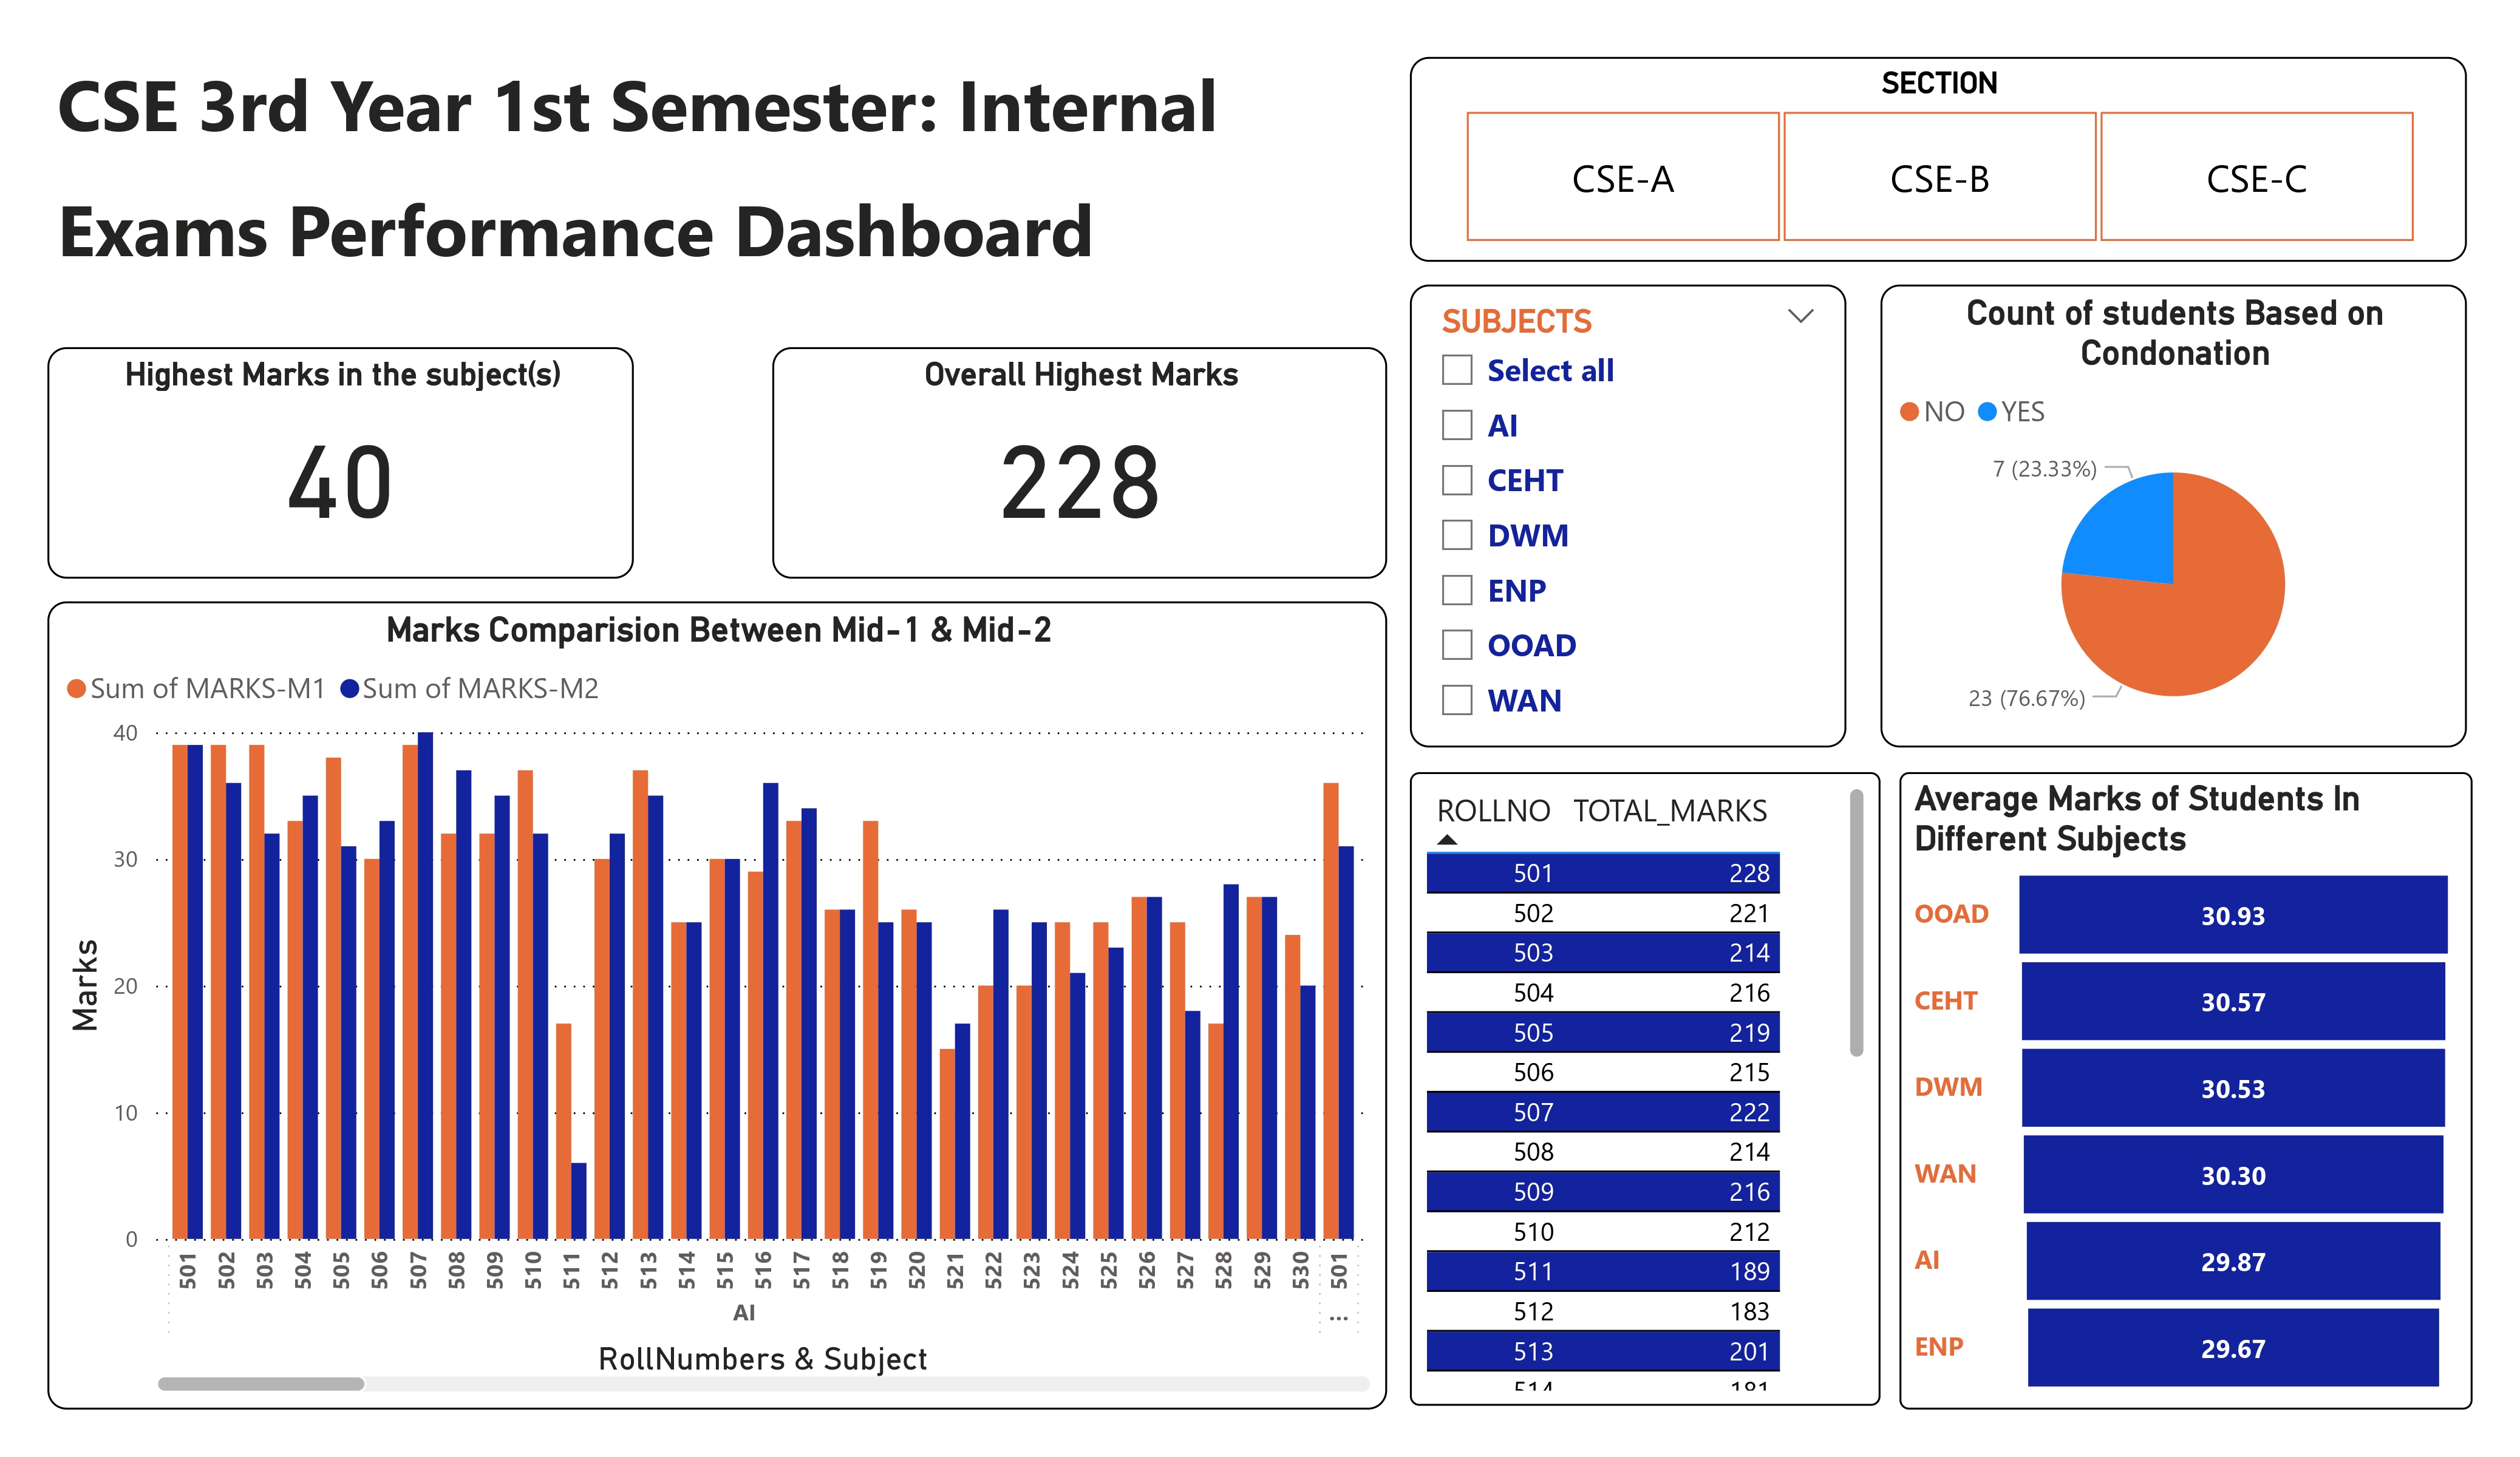 CSE 3rd Year 1st Semester: Internal
Exams Performance Dashboard
SECTION
CSE-A CSE-B CSE-C
Highest Marks in the subject(s)
40
Overall Highest Marks
228
SUBJECTS
Select all
AI
CEHT
DWM
ENP
OOAD
WAN
Count of students Based on
Condonation
NO YES
7 (23.33%)
23 (76.67%)
Marks Comparision Between Mid-1 & Mid-2
Sum of MARKS-M1 Sum of MARKS-M2
Marks
40
30
20
10
0
501 502 503 504 505 506 507 508 509 510 511 512 513 514 515 516 517 518 519 520 521 522 523 524 525 526 527 528 529 530 501
AI ...
RollNumbers & Subject
ROLLNO TOTAL_MARKS
501 228
502 221
503 214
504 216
505 219
506 215
507 222
508 214
509 216
510 212
511 189
512 183
513 201
514 181
Average Marks of Students In
Different Subjects
OOAD 30.93
CEHT 30.57
DWM 30.53
WAN 30.30
AI 29.87
ENP 29.67